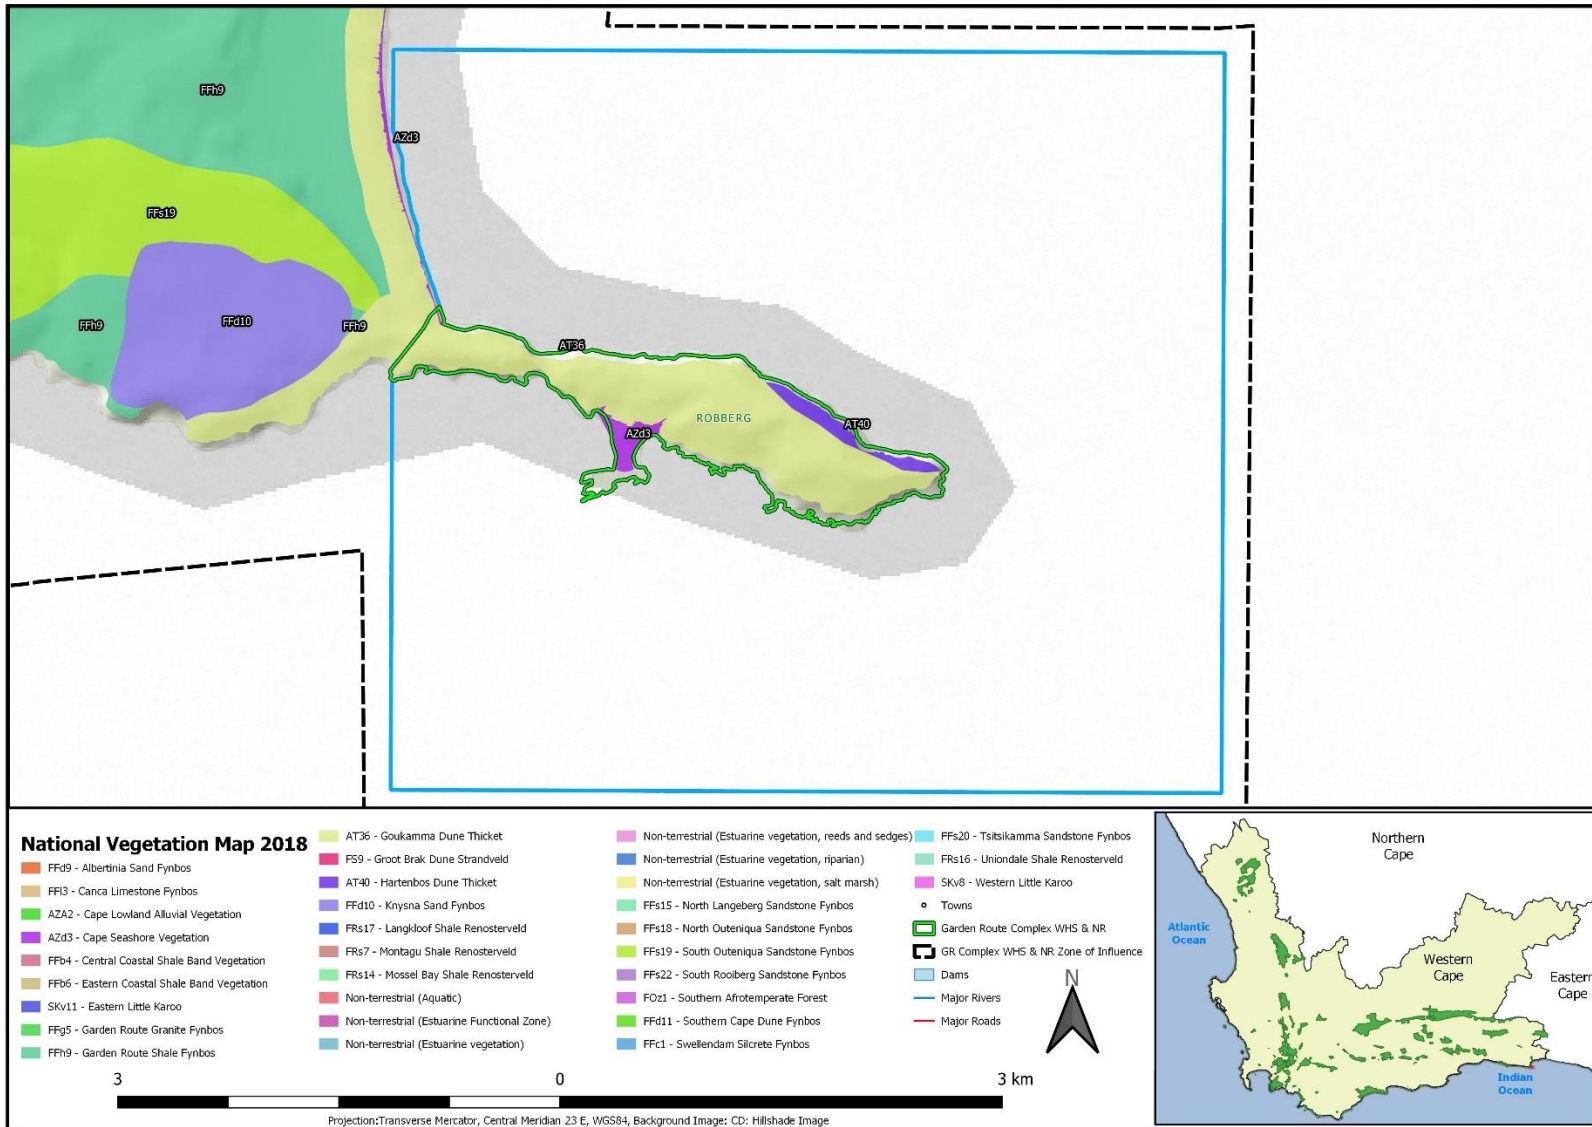 FFh9
AZd3
FFs19
FFh9
FFd10
FFh9
AT36
ROBBERG
AZd3
AT40
National Vegetation Map 2018
FFd9 - Albertinia Sand Fynbos
FFl3 - Canca Limestone Fynbos
AZA2 - Cape Lowland Alluvial Vegetation
AZd3 - Cape Seashore Vegetation
FFb4 - Central Coastal Shale Band Vegetation
FFb6 - Eastern Coastal Shale Band Vegetation
SKv11 - Eastern Little Karoo
FFg5 - Garden Route Granite Fynbos
FFh9 - Garden Route Shale Fynbos
AT36 - Goukamma Dune Thicket
FS9 - Groot Brak Dune Strandveld
AT40 - Hartenbos Dune Thicket
FFd10 - Knysna Sand Fynbos
FRs17 - Langkloof Shale Renosterveld
FRs7 - Montagu Shale Renosterveld
FRs14 - Mossel Bay Shale Renosterveld
Non-terrestrial (Aquatic)
Non-terrestrial (Estuarine Functional Zone)
Non-terrestrial (Estuarine vegetation)
Non-terrestrial (Estuarine vegetation, reeds and sedges)
Non-terrestrial (Estuarine vegetation, riparian)
Non-terrestrial (Estuarine vegetation, salt marsh)
FFs15 - North Langeberg Sandstone Fynbos
FFs18 - North Outeniqua Sandstone Fynbos
FFs19 - South Outeniqua Sandstone Fynbos
FFs22 - South Rooiberg Sandstone Fynbos
FOz1 - Southern Afrotemperate Forest
FFd11 - Southern Cape Dune Fynbos
FFc1 - Swellendam Silcrete Fynbos
FFs20 - Tsitsikamma Sandstone Fynbos
FRs16 - Uniondale Shale Renosterveld
SKv8 - Western Little Karoo
Towns
Garden Route Complex WHS & NR
GR Complex WHS & NR Zone of Influence
Dams
Major Rivers
Major Roads
N
3 0 3 km
Projection:Transverse Mercator, Central Meridian 23 E, WGS84, Background Image: CD: Hillshade Image
Northern
Cape
Atlantic
Ocean
Western
Cape
Eastern
Cape
Indian
Ocean